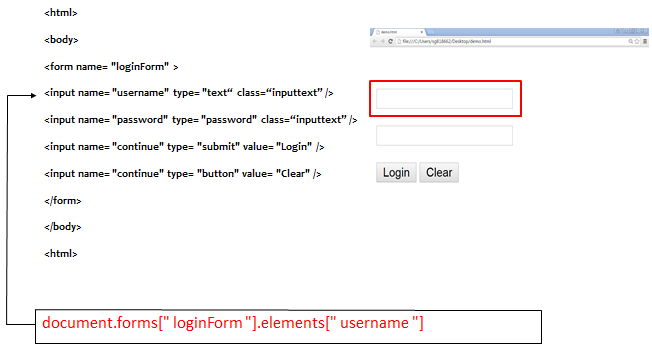 <html>
<body>
<form name= "loginForm" >
<input name= "username" type= "text“ class=“inputtext” />
<input name= "password" type= "password" class=“inputtext” />
<input name= "continue" type= "submit" value= "Login" />
<input name= "continue" type= "button" value= "Clear" />
</form>
</body>
<html>
demo.html
file:///C:/Users/sg818662/Desktop/demo.html
Login Clear
document.forms[" loginForm "].elements[" username "]